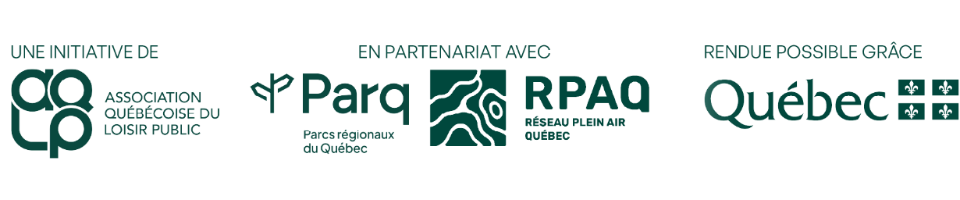 UNE INITIATIVE DE
aqlp
ASSOCIATION
QUÉBÉCOISE DU
LOISIR PUBLIC
EN PARTENARIAT AVEC
Parq
Parcs régionaux
du Québec
RPAQ
RÉSEAU PLEIN AIR
QUÉBEC
RENDUE POSSIBLE GRÂCE
Québec